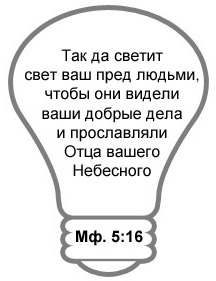 Так да светит
свет ваш пред людьми,
чтобы они видели
ваши добрые дела
и прославляли
Отца вашего
Небесного
Мф. 5:16